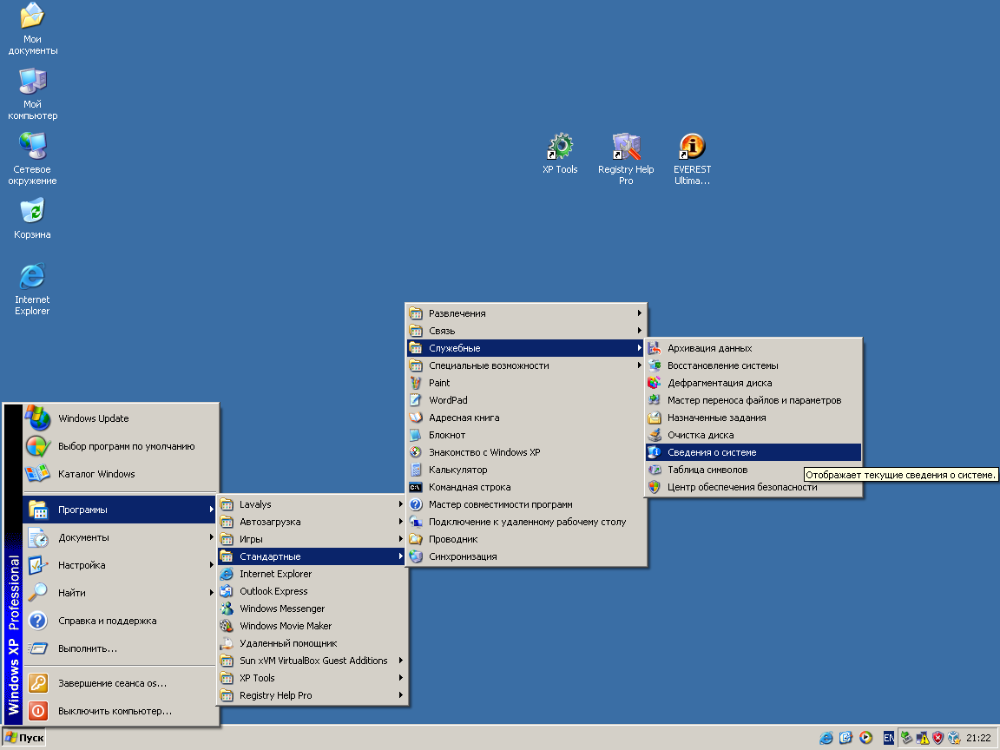 Мои
документы
Мой
компьютер
Сетевое
окружение
Корзина
Internet
Explorer
XP Tools
Registry Help
Pro
EVEREST
Ultima...
Windows XP Professional
Windows Update
Выбор программ по умолчанию
Каталог Windows
Программы
Документы
Настройка
Найти
Справка и поддержка
Выполнить...
Завершение сеанса os...
Выключить компьютер...
Lavalys
Автозагрузка
Игры
Стандартные
Internet Explorer
Outlook Express
Windows Messenger
Windows Movie Maker
Удаленный помощник
Sun xVM VirtualBox Guest Additions
XP Tools
Registry Help Pro
Развлечения
Связь
Служебные
Специальные возможности
Paint
WordPad
Адресная книга
Блокнот
Знакомство с Windows XP
Калькулятор
Командная строка
Мастер совместимости программ
Подключение к удаленному рабочему столу
Проводник
Синхронизация
Архивация данных
Восстановление системы
Дефрагментация диска
Мастер переноса файлов и параметров
Назначенные задания
Очистка диска
Сведения о системе
Таблица символов
Центр обеспечения безопасности
Отображает текущие сведения о системе.
Пуск
EN
21:22